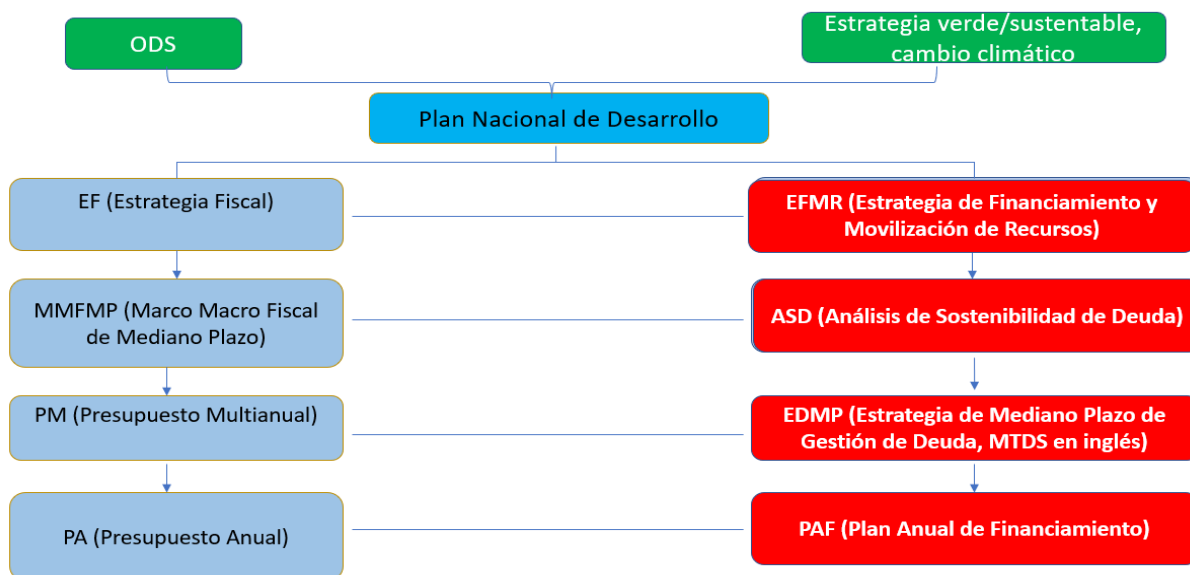 ODS
Estrategia verde/sustentable,
cambio climático
Plan Nacional de Desarrollo
EF (Estrategia Fiscal)
EFMR (Estrategia de Financiamiento y
Movilización de Recursos)
MMFMP (Marco Macro Fiscal
de Mediano Plazo)
ASD (Análisis de Sostenibilidad de Deuda)
PM (Presupuesto Multianual)
EDMP (Estrategia de Mediano Plazo de
Gestión de Deuda, MTDS en inglés)
PA (Presupuesto Anual)
PAF (Plan Anual de Financiamiento)